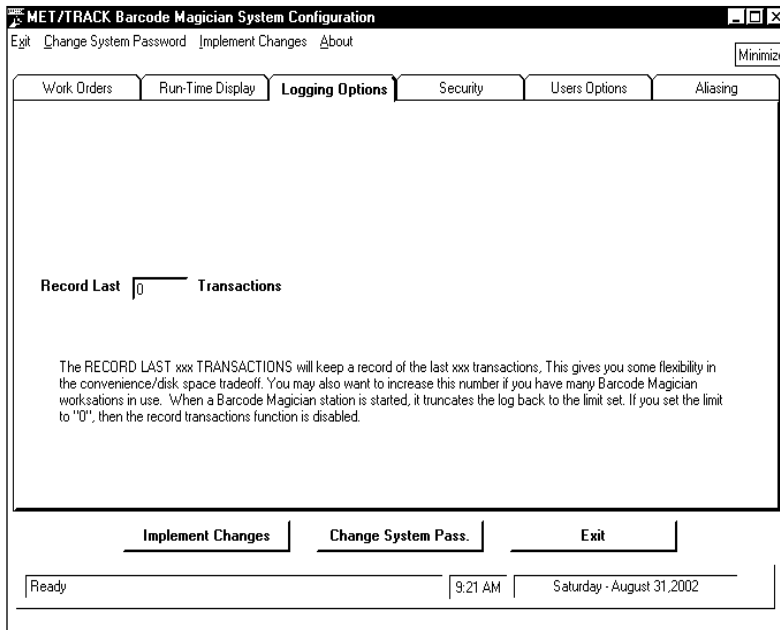 MET/TRACK Barcode Magician System Configuration
Exit Change System Password Implement Changes About
Minimize
Work Orders Run-Time Display Logging Options Security Users Options Aliasing
Record Last 0 Transactions
The RECORD LAST xxx TRANSACTIONS will keep a record of the last xxx transactions, This gives you some flexibility in
the convenience/disk space tradeoff. You may also want to increase this number if you have many Barcode Magician
worksations in use. When a Barcode Magician station is started, it truncates the log back to the limit set. If you set the limit
to "0", then the record transactions function is disabled.
Implement Changes Change System Pass. Exit
Ready 9:21 AM Saturday - August 31,2002